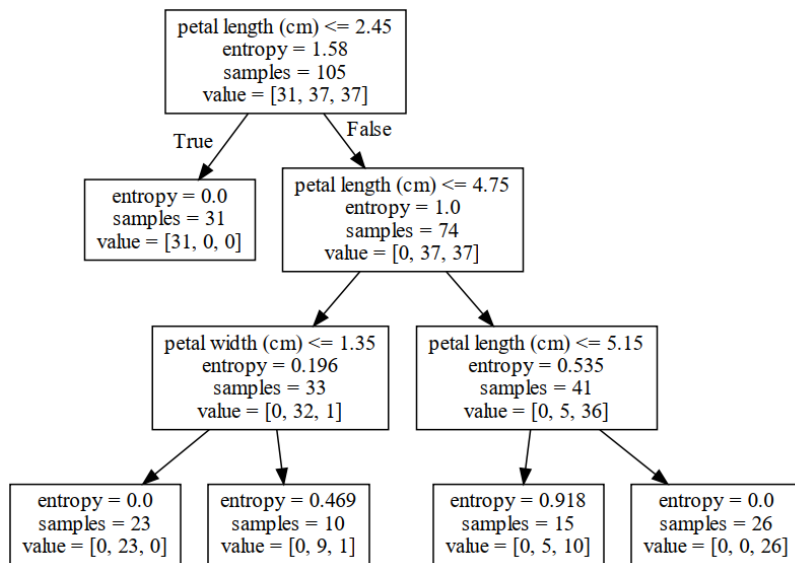 petal length (cm) <= 2.45
entropy = 1.58
samples = 105
value = [31, 37, 37]
True
False
entropy = 0.0
samples = 31
value = [31, 0, 0]
petal length (cm) <= 4.75
entropy = 1.0
samples = 74
value = [0, 37, 37]
petal width (cm) <= 1.35
entropy = 0.196
samples = 33
value = [0, 32, 1]
petal length (cm) <= 5.15
entropy = 0.535
samples = 41
value = [0, 5, 36]
entropy = 0.0
samples = 23
value = [0, 23, 0]
entropy = 0.469
samples = 10
value = [0, 9, 1]
entropy = 0.918
samples = 15
value = [0, 5, 10]
entropy = 0.0
samples = 26
value = [0, 0, 26]